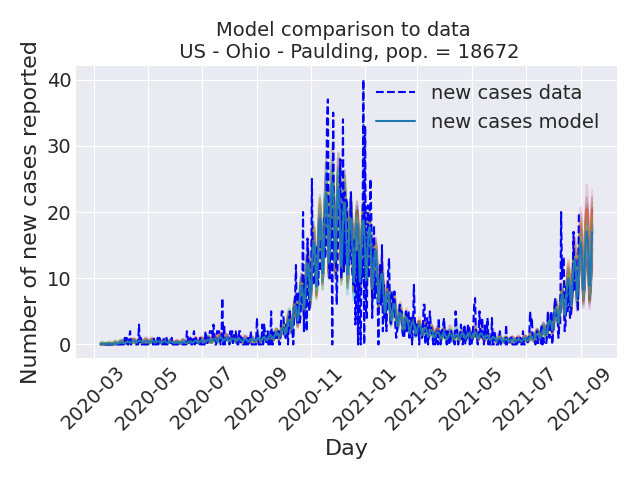 Model comparison to data
US - Ohio - Paulding, pop. = 18672
new cases data
new cases model
Number of new cases reported
40
30
20
10
0
2020-03
2020-05
2020-07
2020-09
2020-11
2021-01
2021-03
2021-05
2021-07
2021-09
Day